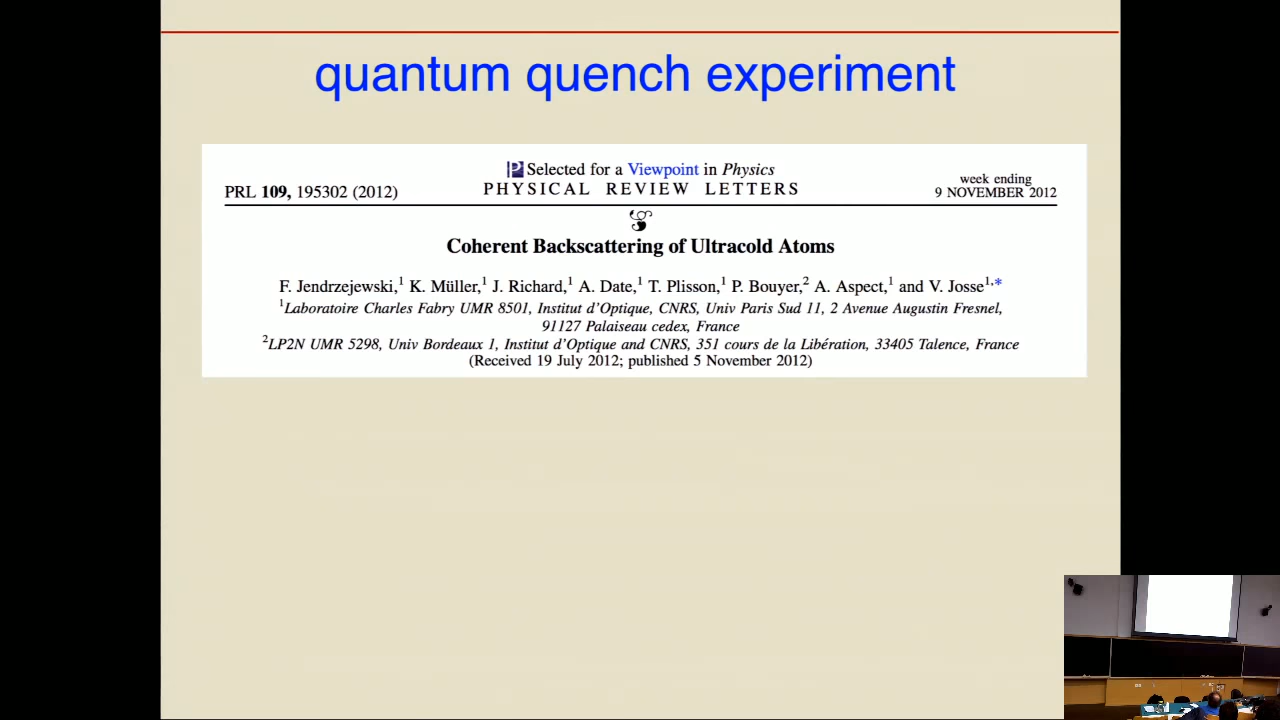 quantum quench experiment
Selected for a Viewpoint in Physics
PRL 109, 195302 (2012)
PHYSICAL REVIEW LETTERS
week ending
9 NOVEMBER 2012
Coherent Backscattering of Ultracold Atoms
F. Jendrzejewski,¹ K. Müller,¹ J. Richard,¹ A. Date,¹ T. Plisson,¹ P. Bouyer,² A. Aspect,¹ and V. Josse¹,*
¹Laboratoire Charles Fabry UMR 8501, Institut d'Optique, CNRS, Univ Paris Sud 11, 2 Avenue Augustin Fresnel,
91127 Palaiseau cedex, France
²LP2N UMR 5298, Univ Bordeaux 1, Institut d'Optique and CNRS, 351 cours de la Libération, 33405 Talence, France
(Received 19 July 2012; published 5 November 2012)